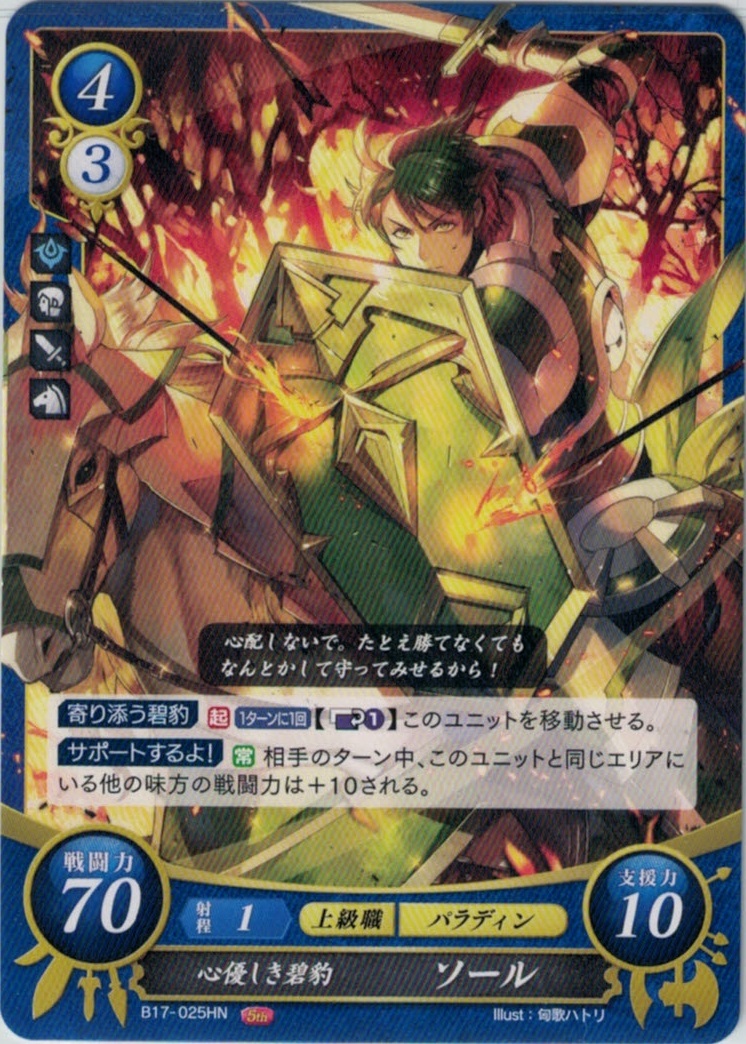 4
3
心配しないで。たとえ勝てなくても
なんとかして守ってみせるから!
寄り添う碧豹 起 1ターンに1回【1】このユニットを移動させる。
サポートするよ! 常 相手のターン中、このユニットと同じエリアに
いる他の味方の戦闘力は+10される。
戦闘力
70
射程 1 上級職 パラディン
支援力
10
心優しき碧豹 ソール
B17-025HN 5th Illust:匈歌ハトリ